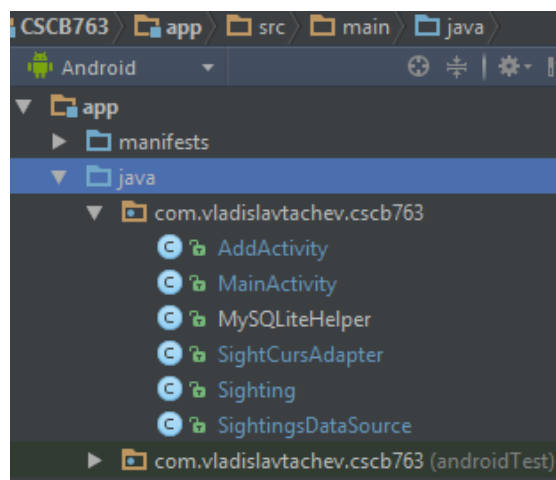 CSCB763 app src main java
Android
app
manifests
java
com.vladislavtachev.cscb763
C AddActivity
C MainActivity
C MySQLiteHelper
C SightCursAdapter
C Sighting
C SightingsDataSource
com.vladislavtachev.cscb763 (androidTest)